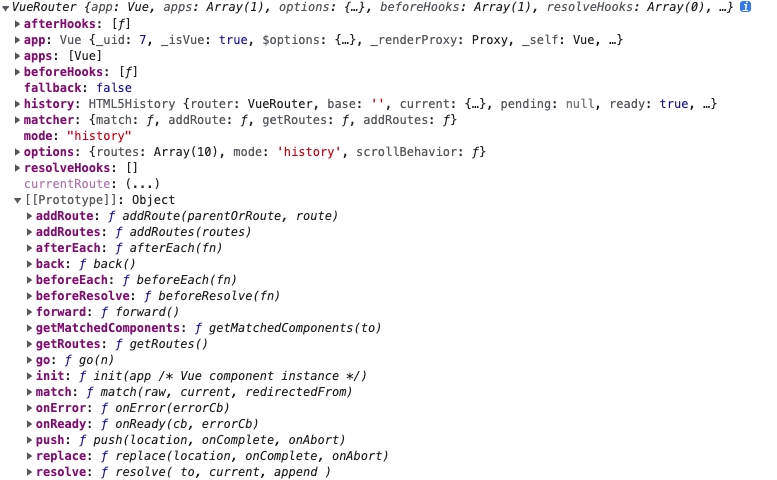 ▼VueRouter {app: Vue, apps: Array(1), options: {…}, beforeHooks: Array(1), resolveHooks: Array(0), …} i
▶afterHooks: [ƒ]
▶app: Vue {_uid: 7, _isVue: true, $options: {…}, _renderProxy: Proxy, _self: Vue, …}
▶apps: [Vue]
▶beforeHooks: [ƒ]
fallback: false
▶history: HTML5History {router: VueRouter, base: '', current: {…}, pending: null, ready: true, …}
▶matcher: {match: ƒ, addRoute: ƒ, getRoutes: ƒ, addRoutes: ƒ}
mode: "history"
▶options: {routes: Array(10), mode: 'history', scrollBehavior: ƒ}
▶resolveHooks: []
currentRoute: (...)
▼[[Prototype]]: Object
▶addRoute: ƒ addRoute(parentOrRoute, route)
▶addRoutes: ƒ addRoutes(routes)
▶afterEach: ƒ afterEach(fn)
▶back: ƒ back()
▶beforeEach: ƒ beforeEach(fn)
▶beforeResolve: ƒ beforeResolve(fn)
▶forward: ƒ forward()
▶getMatchedComponents: ƒ getMatchedComponents(to)
▶getRoutes: ƒ getRoutes()
▶go: ƒ go(n)
▶init: ƒ init(app /* Vue component instance */)
▶match: ƒ match(raw, current, redirectedFrom)
▶onError: ƒ onError(errorCb)
▶onReady: ƒ onReady(cb, errorCb)
▶push: ƒ push(location, onComplete, onAbort)
▶replace: ƒ replace(location, onComplete, onAbort)
▶resolve: ƒ resolve( to, current, append )